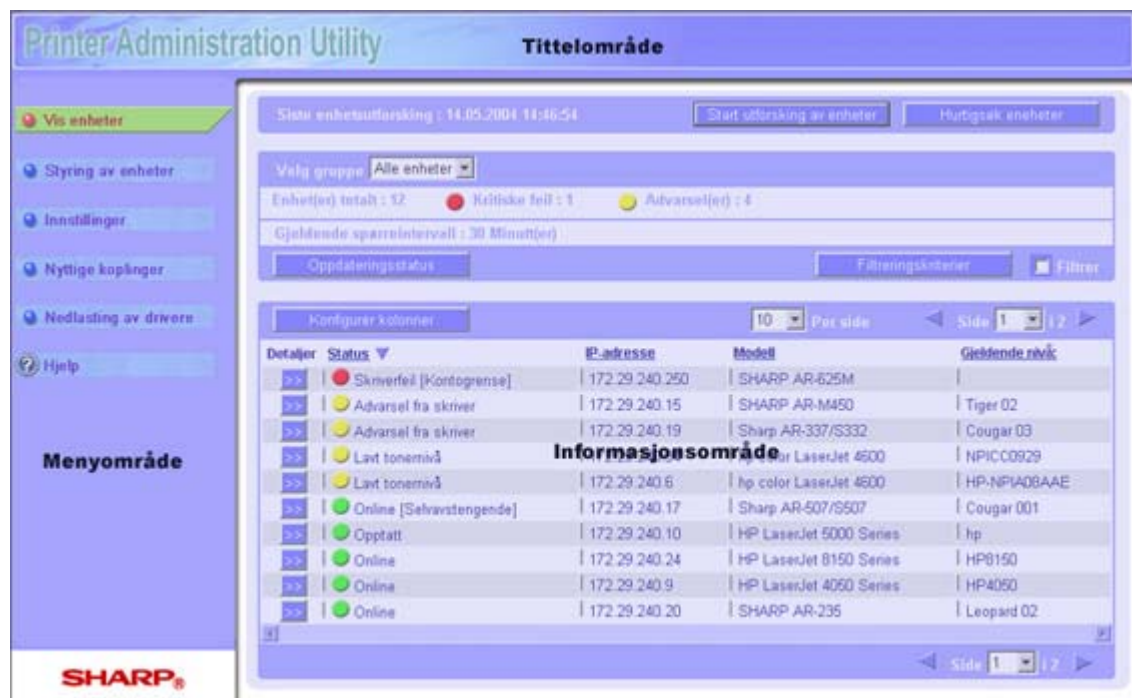 Printer Administration Utility
Tittelområde
Vis enheter
Styring av enheter
Innstillinger
Nyttige koplinger
Nedlasting av drivere
Hjelp
Menyområde
SHARP®
Siste enhetsutforsking : 14.05.2004 14:46:54
Start utforsking av enheter
Hurtigsøk eneheter
Velg gruppe Alle enheter
Enhet(er) totalt : 12 Kritiske feil : 1 Advarsel(er) : 4
Gjeldende spørreintervall : 30 Minutt(er)
Oppdateringsstatus
Filtreringskriterier
Filtrer
Konfigurer kolonner
10 Per side
Side 1 i 2
Detaljer Status IP-adresse Modell Gjeldende nivå:
>> Skriverfeil [Kontogrense] 172.29.240.250 SHARP AR-625M
>> Advarsel fra skriver 172.29.240.15 SHARP AR-M450 Tiger 02
>> Advarsel fra skriver 172.29.240.19 Sharp AR-337/S332 Cougar 03
>> Lavt tonernivå hp color LaserJet 4600 NPICC0929
Informasjonsområde
>> Lavt tonernivå 172.29.240.6 hp color LaserJet 4600 HP-NPIA08AAE
>> Online [Selvavstengende] 172.29.240.17 Sharp AR-507/S507 Cougar 001
>> Opptatt 172.29.240.10 HP LaserJet 5000 Series hp
>> Online 172.29.240.24 HP LaserJet 8150 Series HP8150
>> Online 172.29.240.9 HP LaserJet 4050 Series HP4050
>> Online 172.29.240.20 SHARP AR-235 Leopard 02
Side 1 i 2